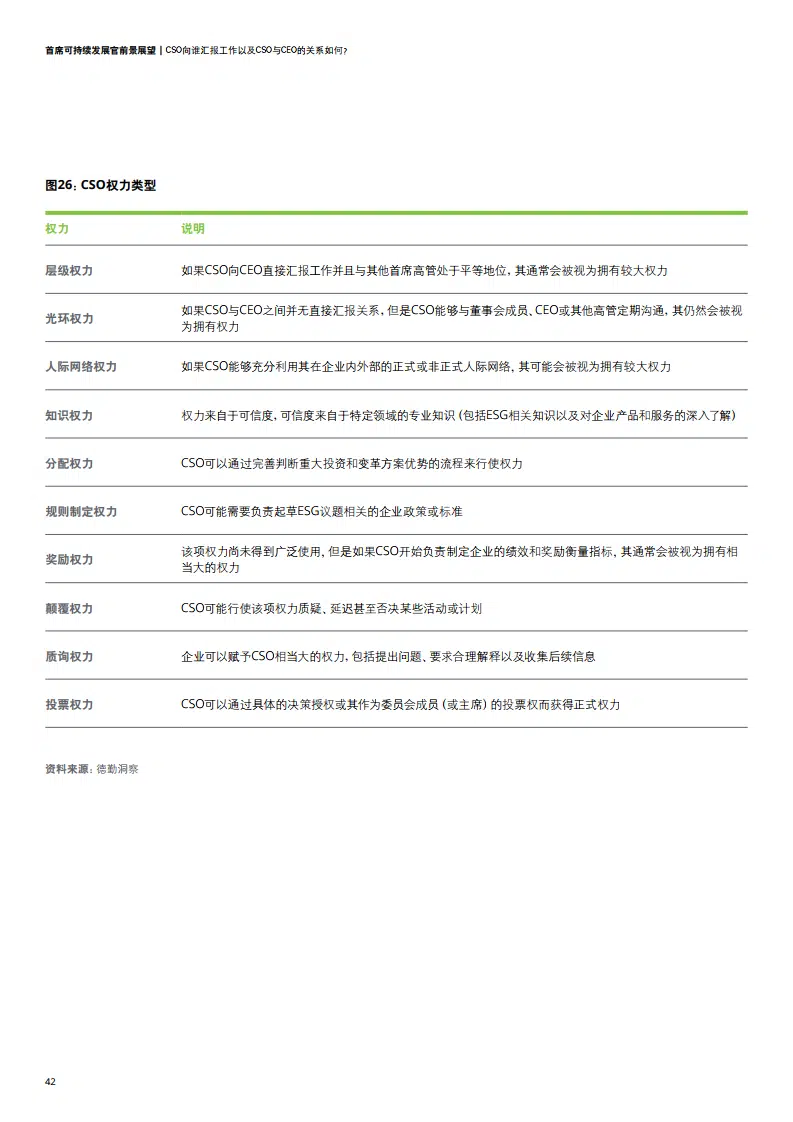 首席可持续发展官前景展望 | CSO向谁汇报工作以及CSO与CEO的关系如何?
图26: CSO权力类型
权力 说明
层级权力 如果CSO向CEO直接汇报工作并且与其他首席高管处于平等地位, 其通常会被视为拥有较大权力
光环权力 如果CSO与CEO之间并无直接汇报关系, 但是CSO能够与董事会成员、CEO或其他高管定期沟通, 其仍然会被视
为拥有权力
人际网络权力 如果CSO能够充分利用其在企业内外部的正式或非正式人际网络, 其可能会被视为拥有较大权力
知识权力 权力来自于可信度, 可信度来自于特定领域的专业知识 (包括ESG相关知识以及对企业产品和服务的深入了解)
分配权力 CSO可以通过完善判断重大投资和变革方案优势的流程来行使权力
规则制定权力 CSO可能需要负责起草ESG议题相关的企业政策或标准
奖励权力 该项权力尚未得到广泛使用, 但是如果CSO开始负责制定企业的绩效和奖励衡量指标, 其通常会被视为拥有相
当大的权力
颠覆权力 CSO可能行使该项权力质疑、延迟甚至否决某些活动或计划
质询权力 企业可以赋予CSO相当大的权力, 包括提出问题、要求合理解释以及收集后续信息
投票权力 CSO可以通过具体的决策授权或其作为委员会成员 (或主席) 的投票权而获得正式权力
资料来源: 德勤洞察
42